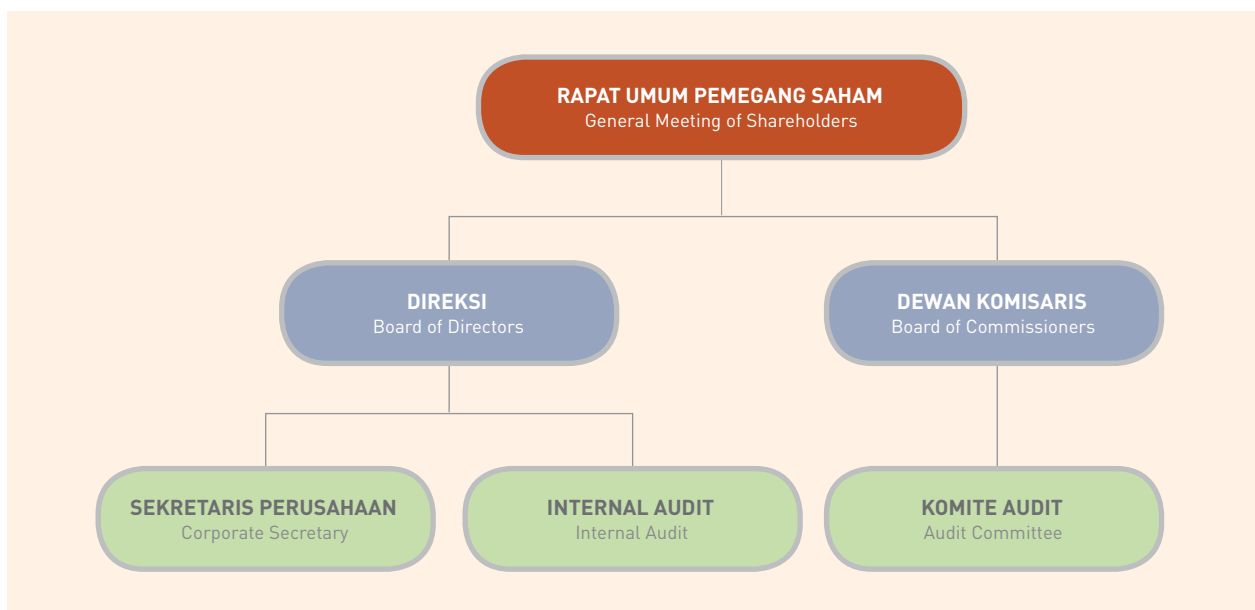 RAPAT UMUM PEMEGANG SAHAM
General Meeting of Shareholders
DIREKSI
Board of Directors
DEWAN KOMISARIS
Board of Commissioners
SEKRETARIS PERUSAHAAN
Corporate Secretary
INTERNAL AUDIT
Internal Audit
KOMITE AUDIT
Audit Committee